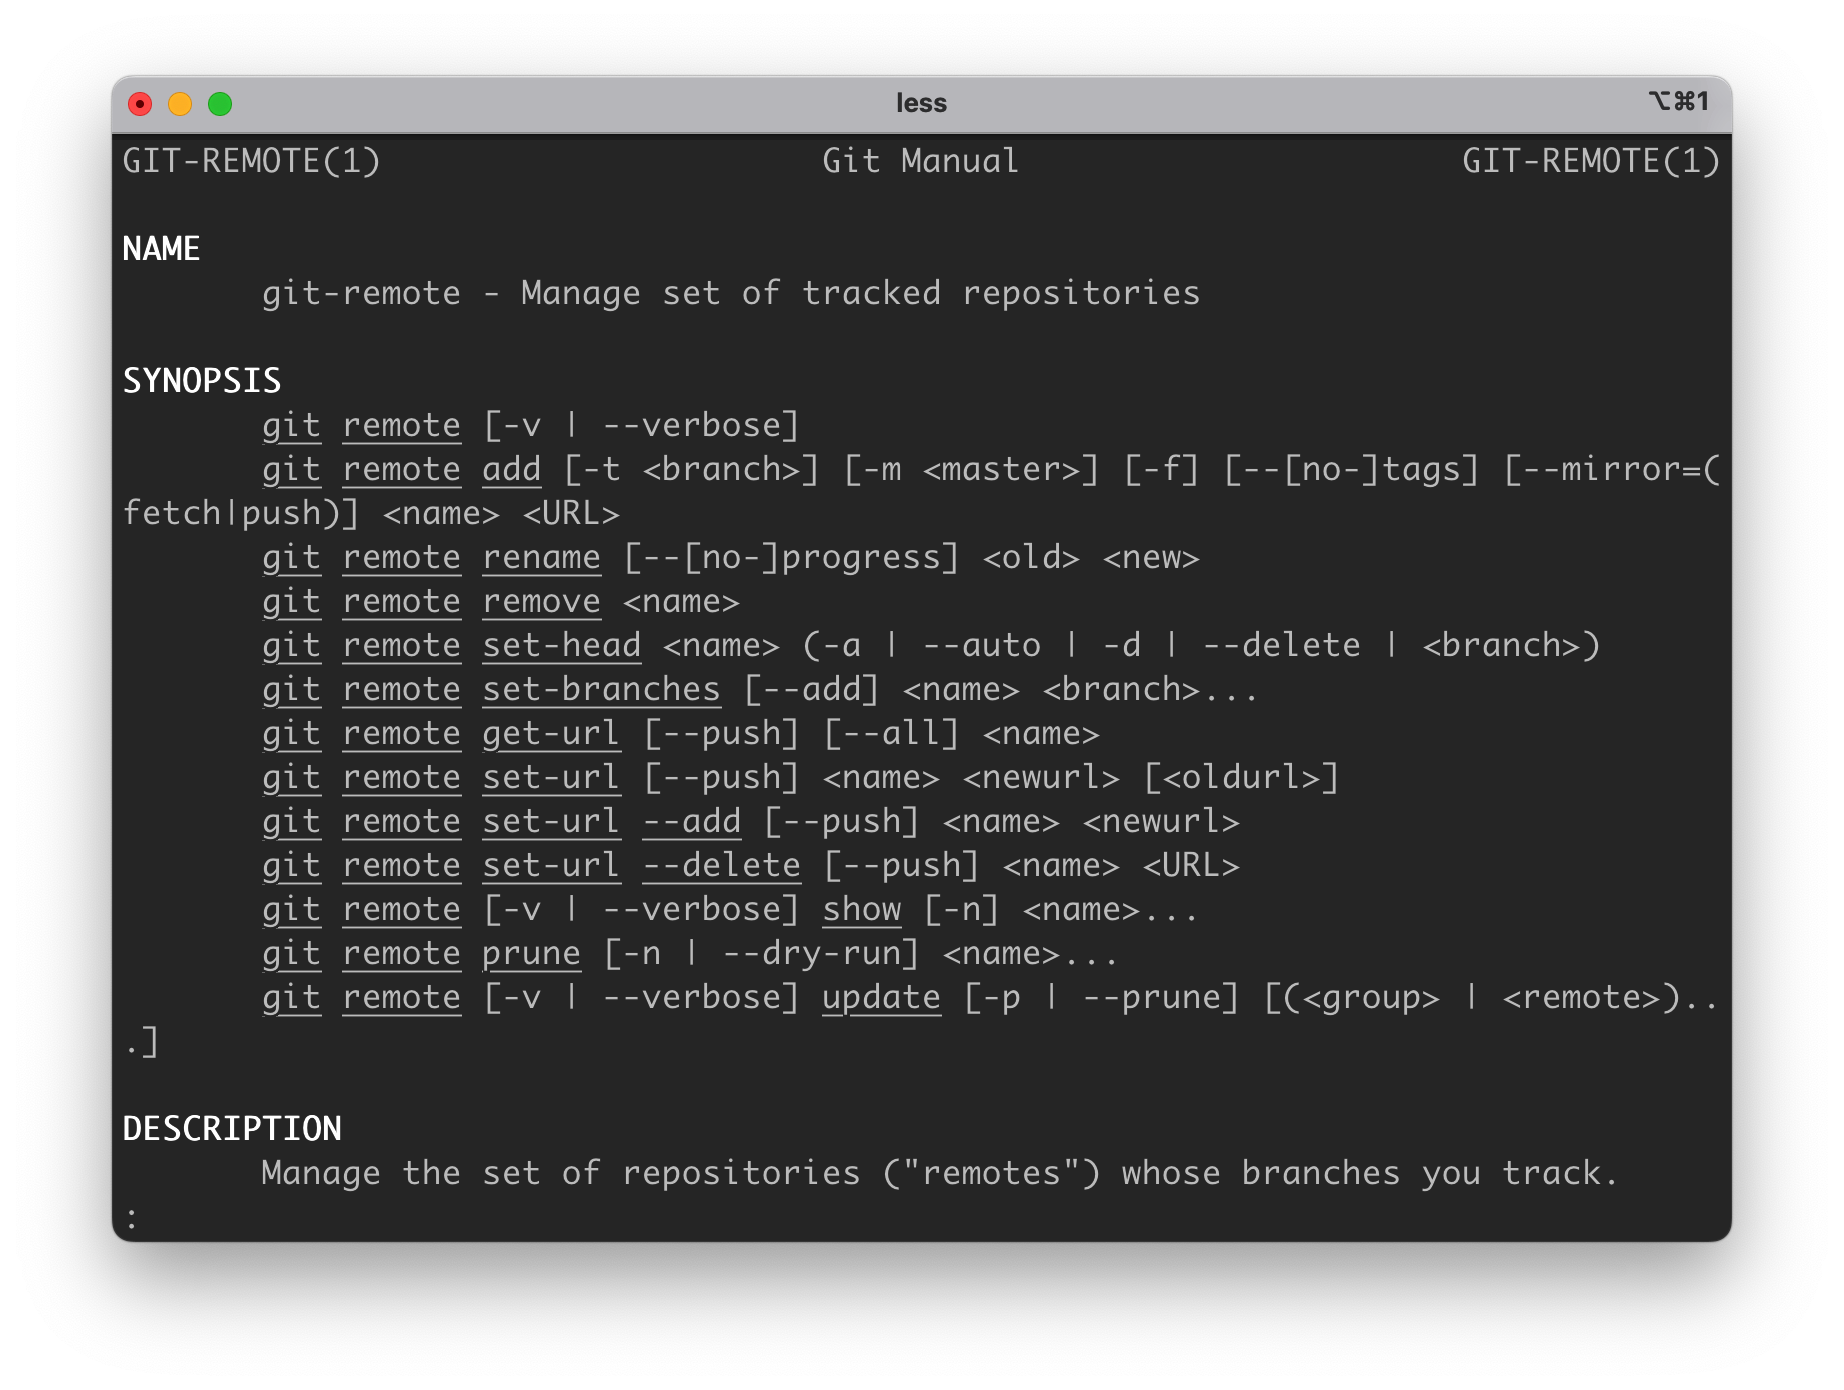 less ⌥⌘1
GIT-REMOTE(1) Git Manual GIT-REMOTE(1)
NAME
git-remote - Manage set of tracked repositories
SYNOPSIS
git remote [-v | --verbose]
git remote add [-t <branch>] [-m <master>] [-f] [--[no-]tags] [--mirror=(
fetch|push)] <name> <URL>
git remote rename [--[no-]progress] <old> <new>
git remote remove <name>
git remote set-head <name> (-a | --auto | -d | --delete | <branch>)
git remote set-branches [--add] <name> <branch>...
git remote get-url [--push] [--all] <name>
git remote set-url [--push] <name> <newurl> [<oldurl>]
git remote set-url --add [--push] <name> <newurl>
git remote set-url --delete [--push] <name> <URL>
git remote [-v | --verbose] show [-n] <name>...
git remote prune [-n | --dry-run] <name>...
git remote [-v | --verbose] update [-p | --prune] [(<group> | <remote>)..
.]
DESCRIPTION
Manage the set of repositories ("remotes") whose branches you track.
: